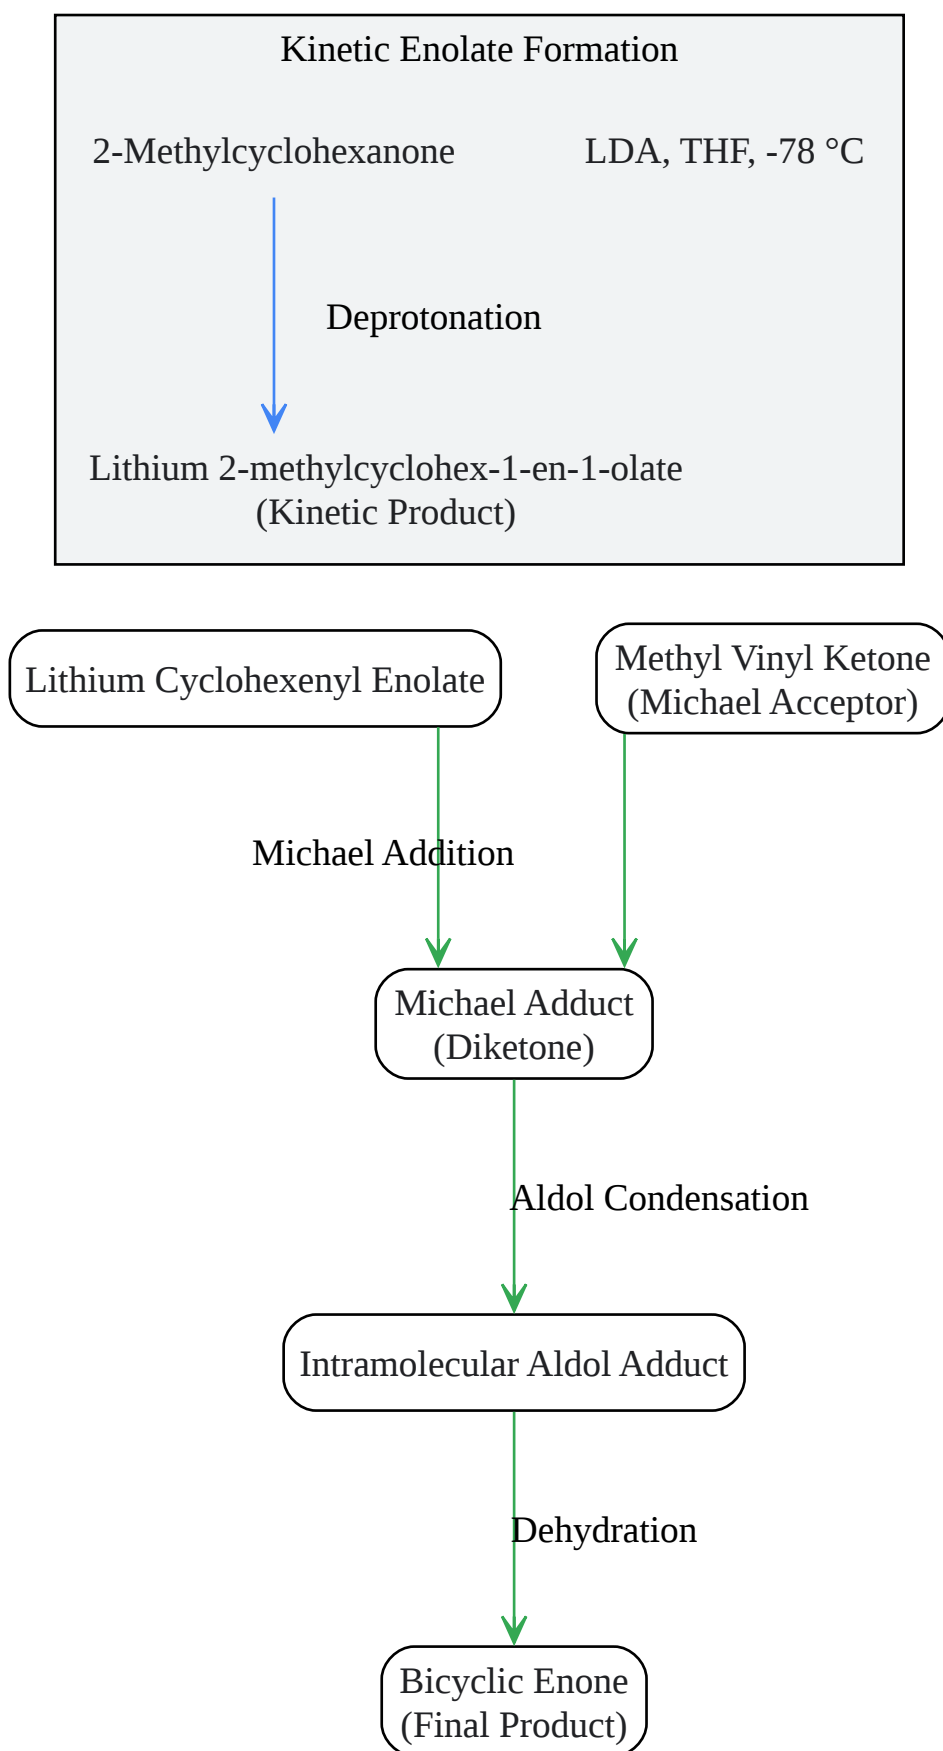 Kinetic Enolate Formation
2-Methylcyclohexanone
LDA, THF, -78 °C
Deprotonation
Lithium 2-methylcyclohex-1-en-1-olate
(Kinetic Product)
Lithium Cyclohexenyl Enolate
Methyl Vinyl Ketone
(Michael Acceptor)
Michael Addition
Michael Adduct
(Diketone)
Aldol Condensation
Intramolecular Aldol Adduct
Dehydration
Bicyclic Enone
(Final Product)